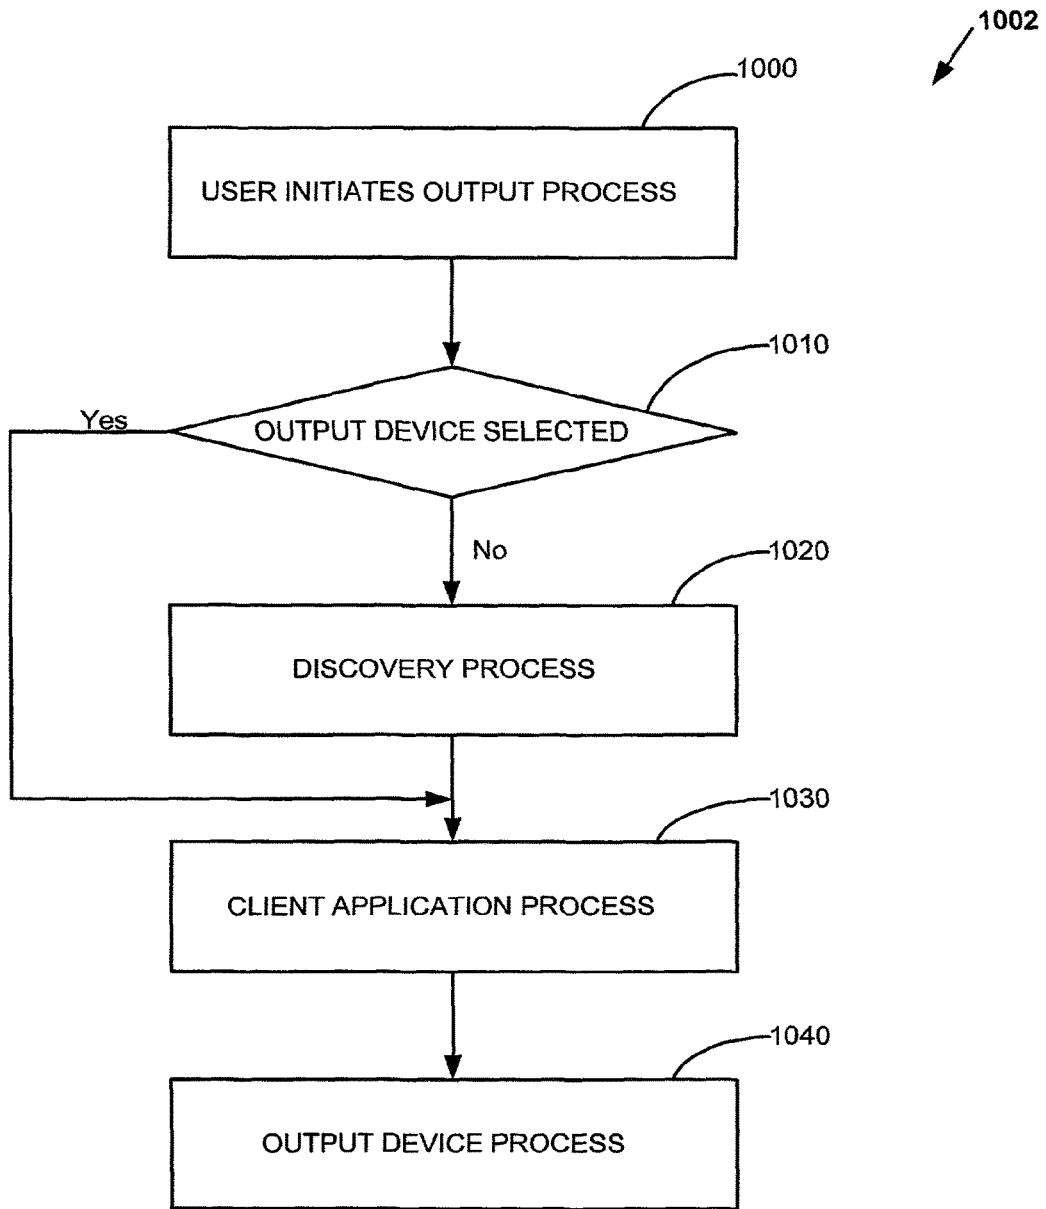 1002
1000
USER INITIATES OUTPUT PROCESS
1010
Yes
OUTPUT DEVICE SELECTED
No
1020
DISCOVERY PROCESS
1030
CLIENT APPLICATION PROCESS
1040
OUTPUT DEVICE PROCESS